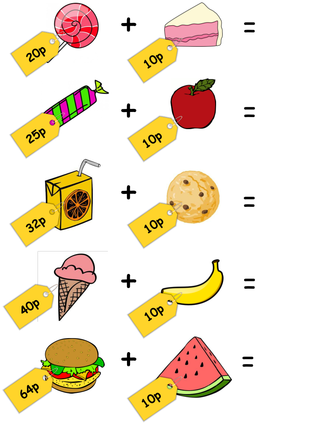 20p + 10p =
25p + 10p =
32p + 10p =
40p + 10p =
64p + 10p =